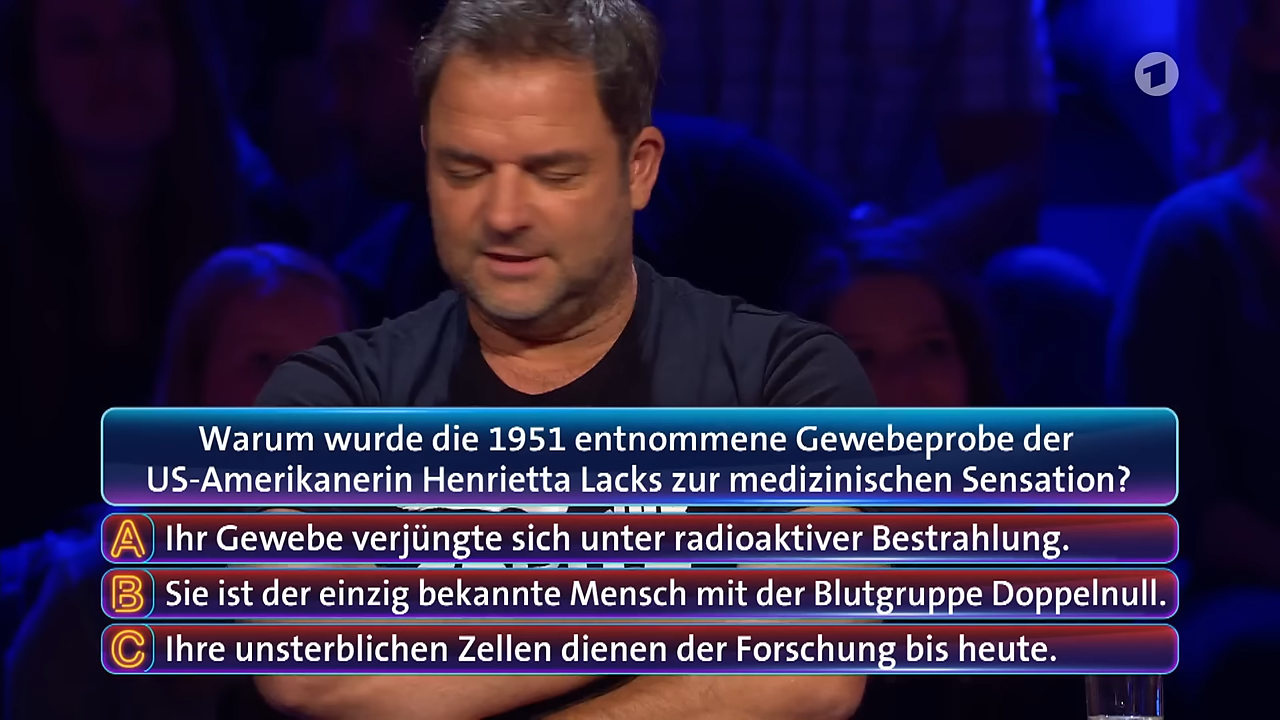 Warum wurde die 1951 entnommene Gewebeprobe der
US-Amerikanerin Henrietta Lacks zur medizinischen Sensation?
A Ihr Gewebe verjüngte sich unter radioaktiver Bestrahlung.
B Sie ist der einzig bekannte Mensch mit der Blutgruppe Doppelnull.
C Ihre unsterblichen Zellen dienen der Forschung bis heute.